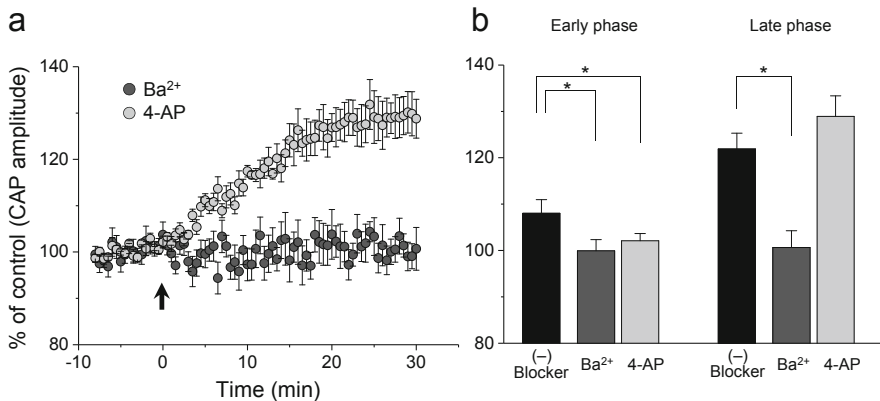 a
% of control (CAP amplitude)
140
120
100
80
Ba²⁺
4-AP
-10
0
10
20
30
Time (min)
b
Early phase
Late phase
140
120
100
80
*
*
*
(–)
Blocker
Ba²⁺
4-AP
(–)
Blocker
Ba²⁺
4-AP